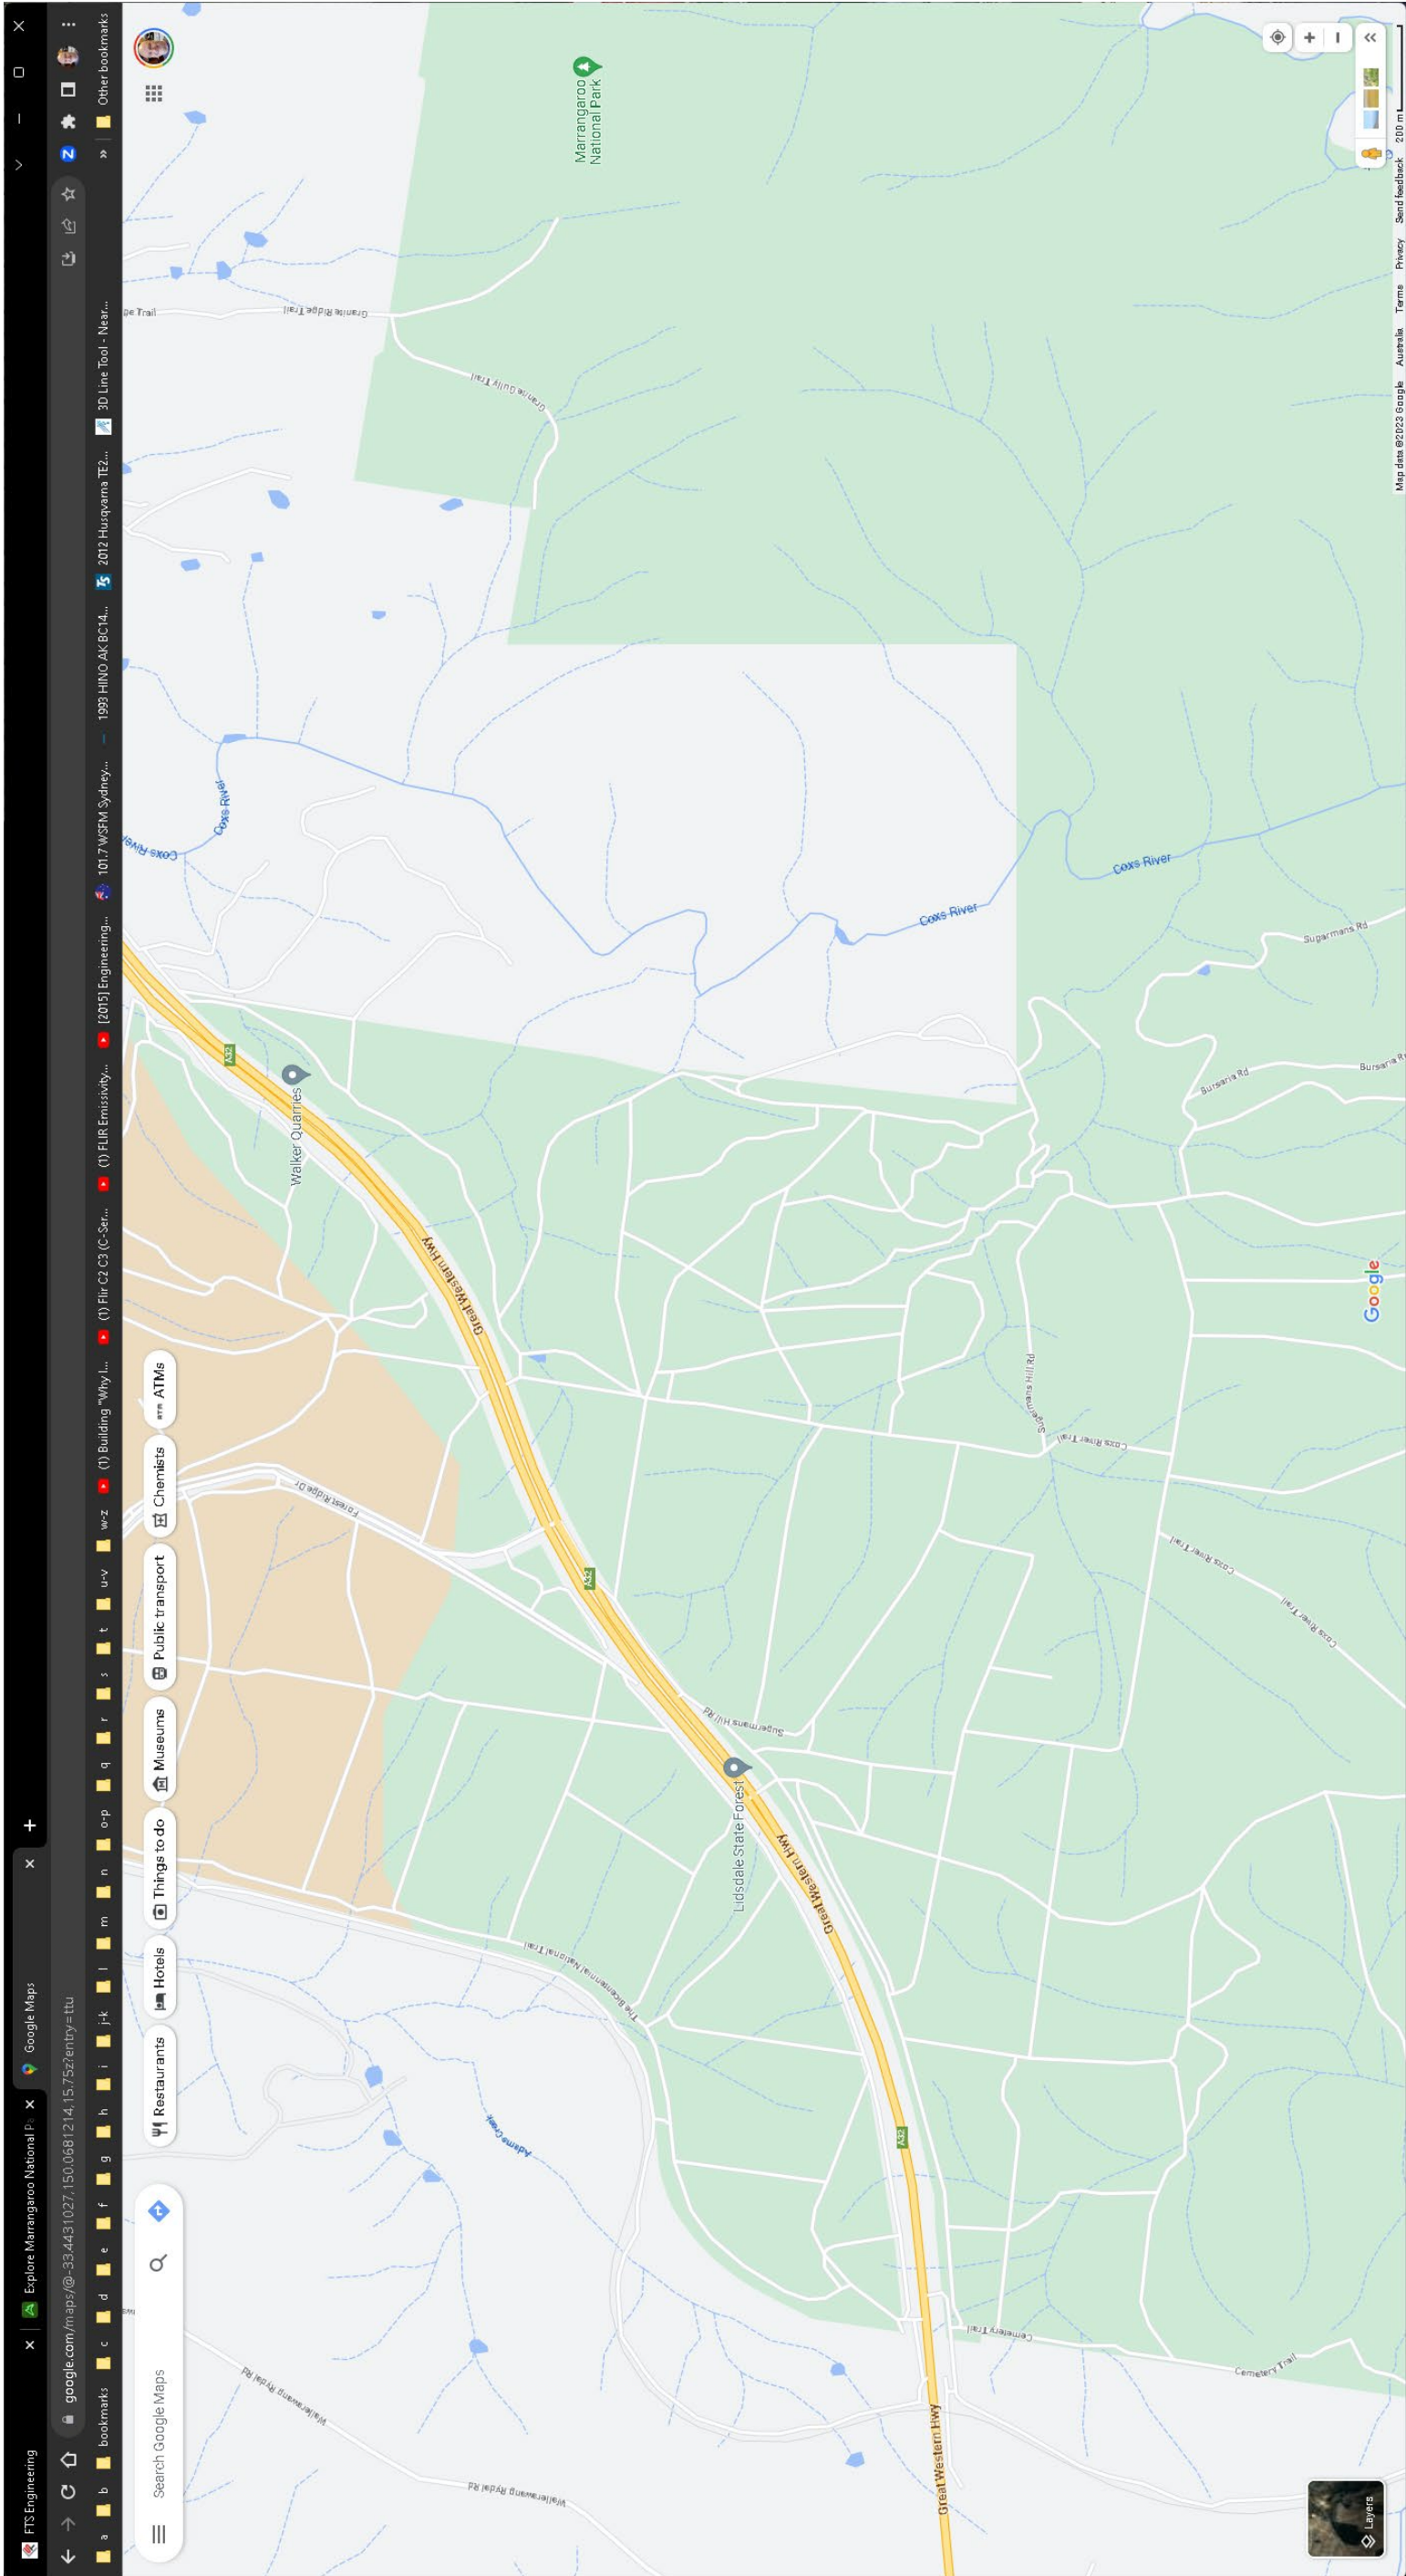 FTS Engineering
Explore Marrangaroo National Pa
Google Maps
google.com/maps/@-33.4431027,150.0681214,15.75z?entry=ttu
a
b
bookmarks
c
d
e
f
g
h
i
j-k
l
m
n
o-p
q
r
s
t
u-v
w-z
(1) Building "Why I...
(1) Flir C2 C3 (C-Ser...
(1) FLIR Emissivity...
[2015] Engineering...
101.7 WSFM Sydney...
1993 HINO AK BC14...
2012 Husqvarna TE2...
3D Line Tool - Near...
»
Other bookmarks
Search Google Maps
Restaurants
Hotels
Things to do
Museums
Public transport
Chemists
ATM ATMs
Wallerawang Rydal Rd
Wallerawang Rydal Rd
Adams Creek
The Bicentennial National Trail
Forest Ridge Dr
Walker Quarries
A32
Great Western Hwy
A32
Lidsdale State Forest
Sugermans Hill Rd
Great Western Hwy
A32
Great Western Hwy
Cemetery Trail
Cemetery Trail
Sugermans Hill Rd
Coxs River Trail
Coxs River Trail
Coxs River Trail
Coxs River
Coxs River
Coxs River
Coxs River
Sugarmans Rd
Bursaria Rd
Bursaria R
ge Trail
Granite Ridge Trail
Granite Gully Trail
Marrangaroo
National Park
Layers
Google
Map data ©2023 Google
Australia
Terms
Privacy
Send feedback
200 m